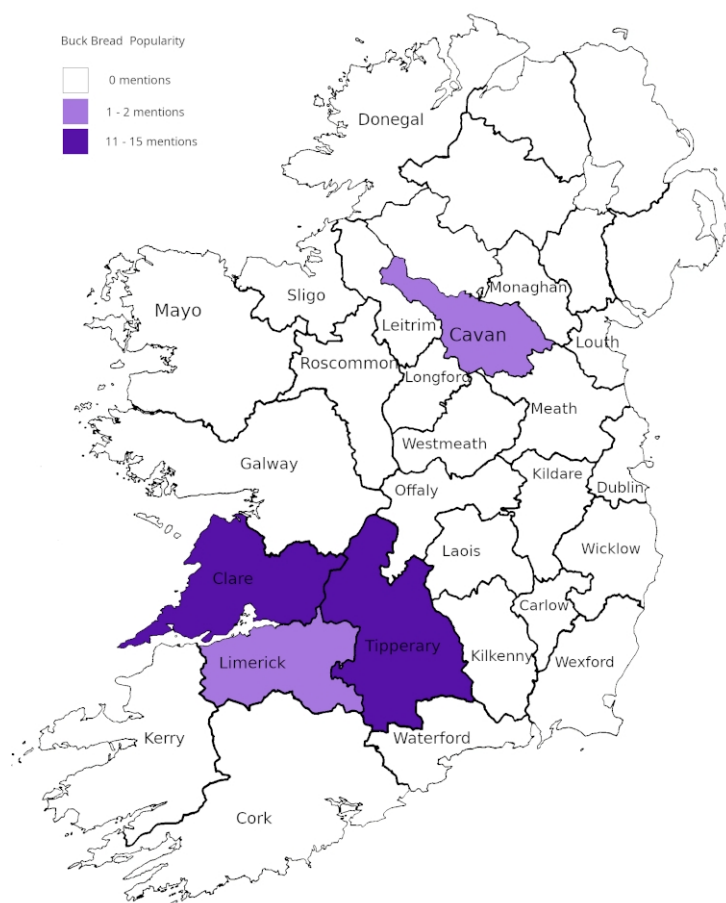 Buck Bread Popularity
0 mentions
1 - 2 mentions
11 - 15 mentions
Donegal
Monaghan
Sligo
Mayo
Leitrim
Cavan
Louth
Roscommon
Longford
Meath
Westmeath
Galway
Kildare
Offaly
Dublin
Laois
Wicklow
Clare
Carlow
Tipperary
Kilkenny
Limerick
Wexford
Kerry
Waterford
Cork